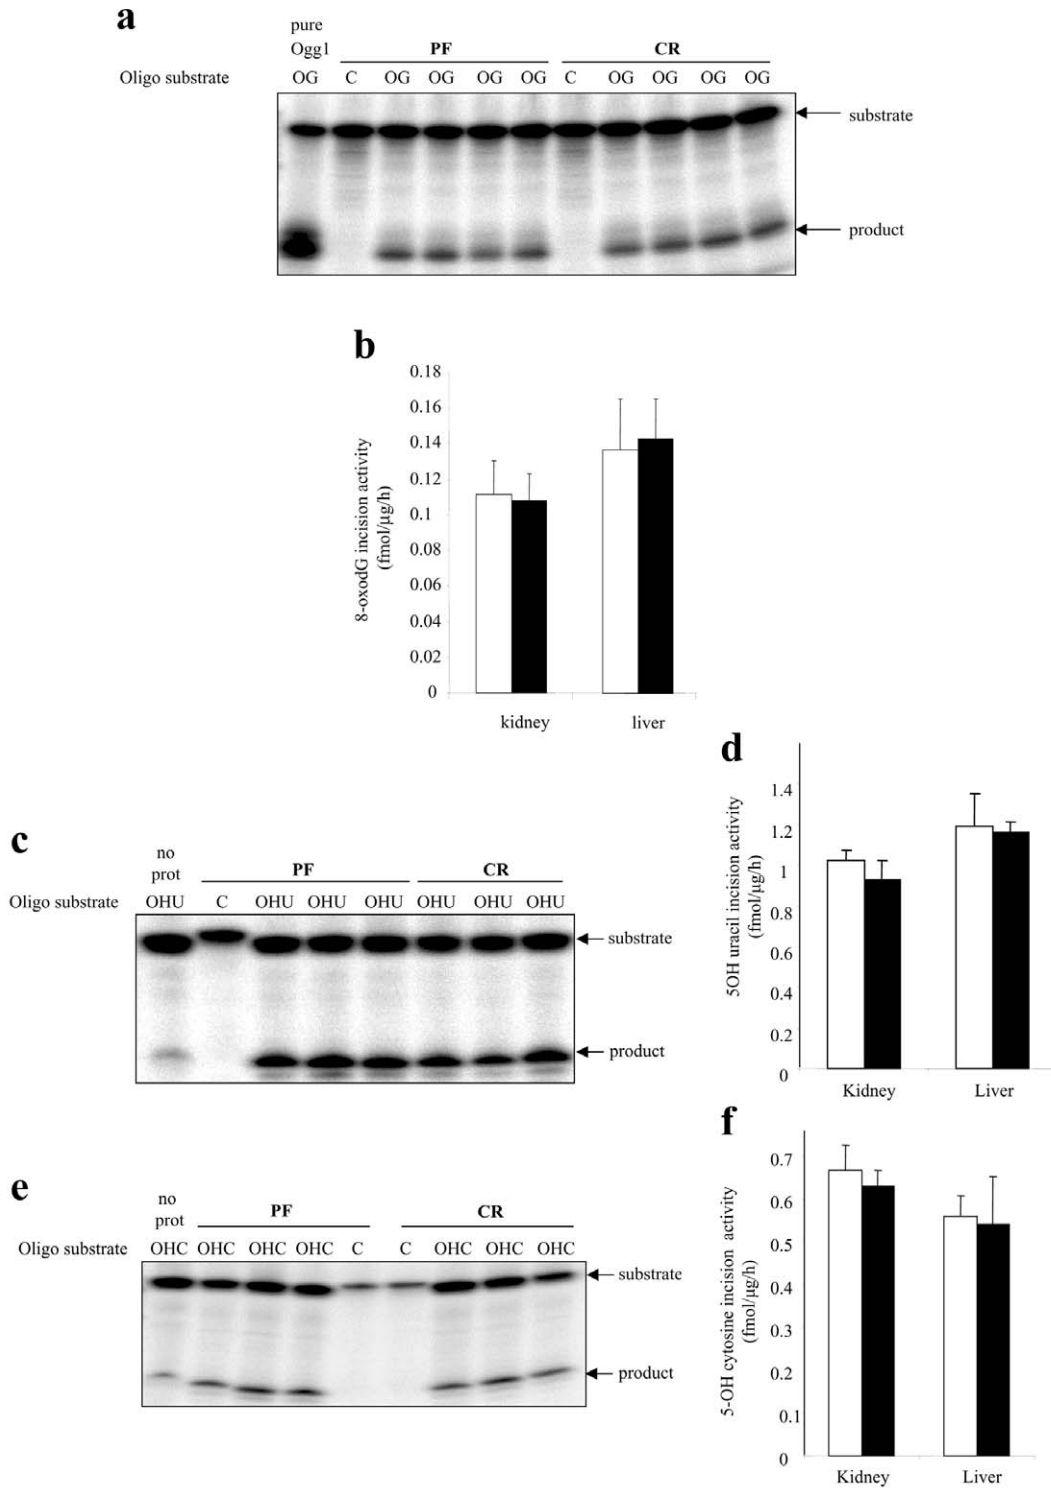 a
pure
Ogg1 PF CR
Oligo substrate OG C OG OG OG OG C OG OG OG OG
substrate
product
b
8-oxodG incision activity
(fmol/µg/h)
0.18
0.16
0.14
0.12
0.1
0.08
0.06
0.04
0.02
0
kidney liver
c
no
prot PF CR
Oligo substrate OHU C OHU OHU OHU OHU OHU OHU
substrate
product
d
5OH uracil incision activity
(fmol/µg/h)
1.4
1.2
1
0.8
0.6
0.4
0.2
0
Kidney Liver
e
no
prot PF CR
Oligo substrate OHC OHC OHC OHC C C OHC OHC OHC
substrate
product
f
5-OH cytosine incision activity
(fmol/µg/h)
0.7
0.6
0.5
0.4
0.3
0.2
0.1
0
Kidney Liver